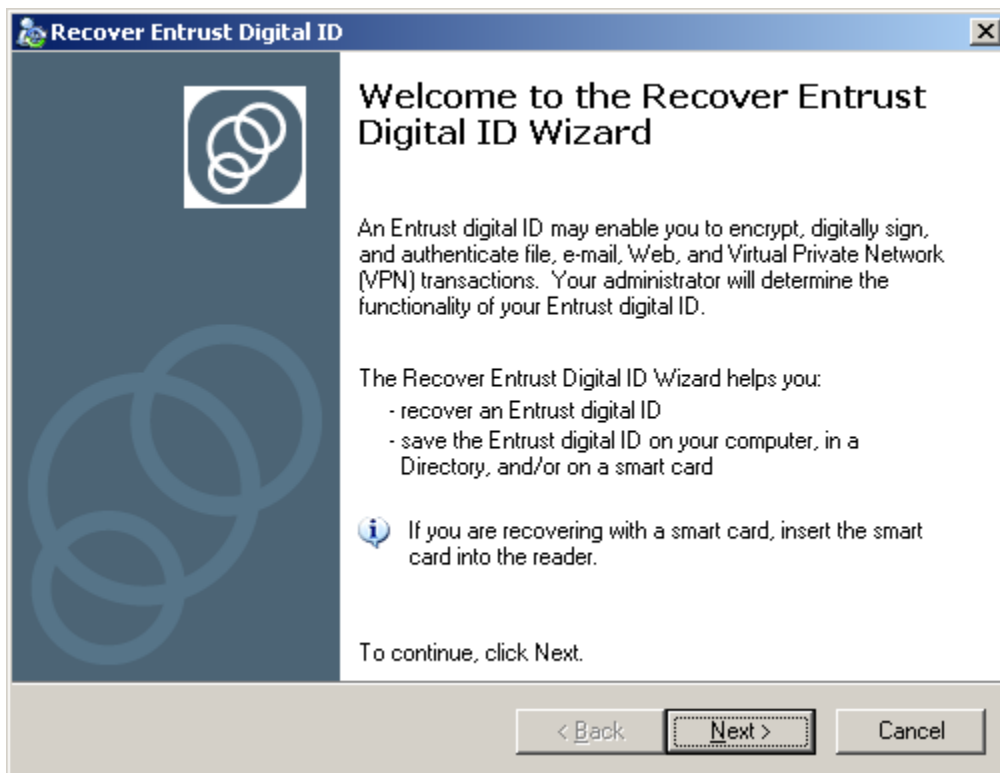 Recover Entrust Digital ID
Welcome to the Recover Entrust
Digital ID Wizard
An Entrust digital ID may enable you to encrypt, digitally sign,
and authenticate file, e-mail, Web, and Virtual Private Network
(VPN) transactions.  Your administrator will determine the
functionality of your Entrust digital ID.
The Recover Entrust Digital ID Wizard helps you:
- recover an Entrust digital ID
- save the Entrust digital ID on your computer, in a
Directory, and/or on a smart card
If you are recovering with a smart card, insert the smart
card into the reader.
To continue, click Next.
< Back
Next >
Cancel